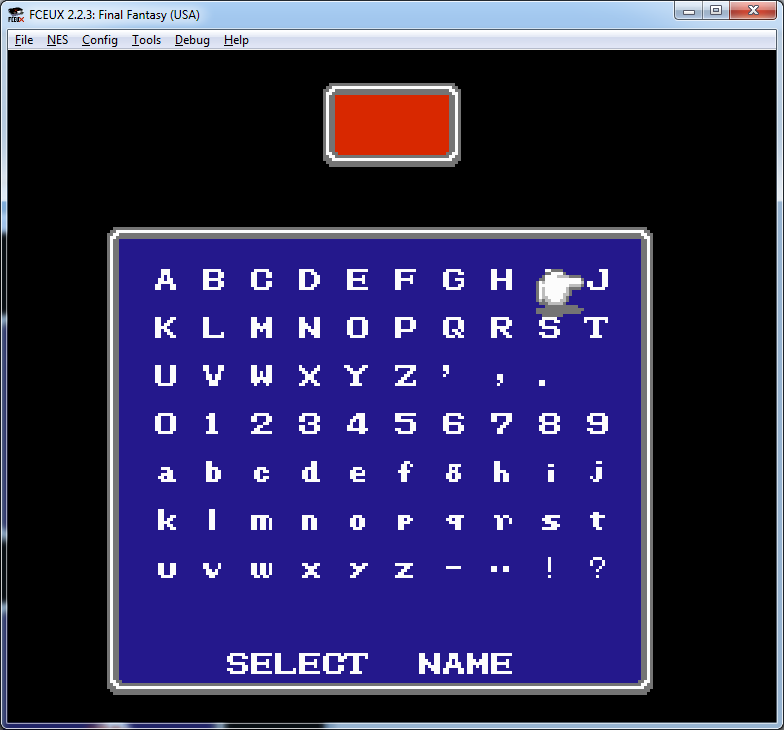 FCEUX 2.2.3: Final Fantasy (USA)
File NES Config Tools Debug Help
A B C D E F G H J
K L M N O P Q R S T
U V W X Y Z ' , .
0 1 2 3 4 5 6 7 8 9
a b c d e f g h i j
k l m n o p q r s t
u v w x y z - .. ! ?
SELECT NAME